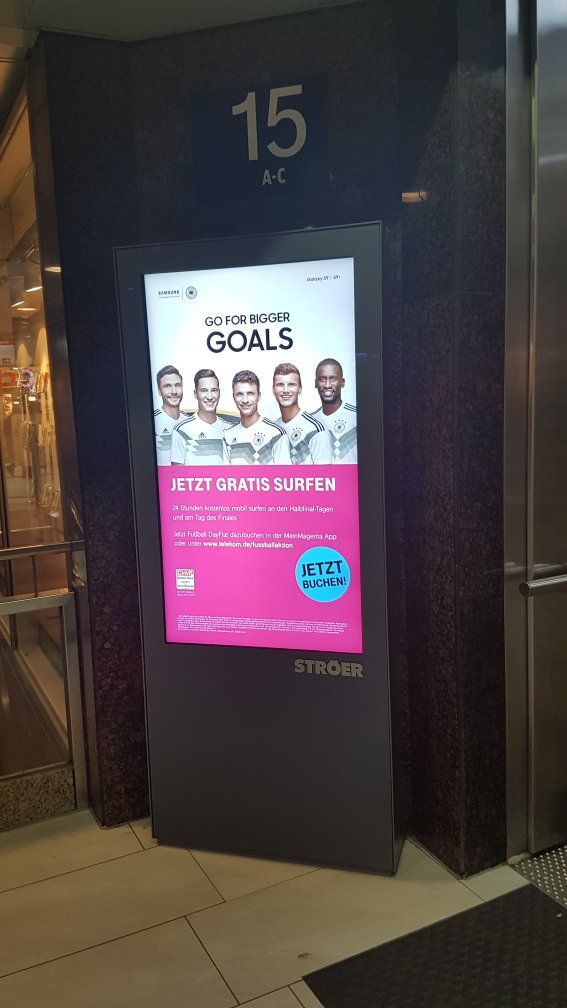 15
A-C
SAMSUNG
Galaxy S9 | S9+
GO FOR BIGGER
GOALS
JETZT GRATIS SURFEN
24 Stunden kostenlos mobil surfen an den Halbfinal-Tagen
und am Tag des Finales
Jetzt Fußball DayFlat dazubuchen in der MeinMagenta App
oder unter www.telekom.de/fussballaktion
JETZT
BUCHEN!
CHIP
STRÖER